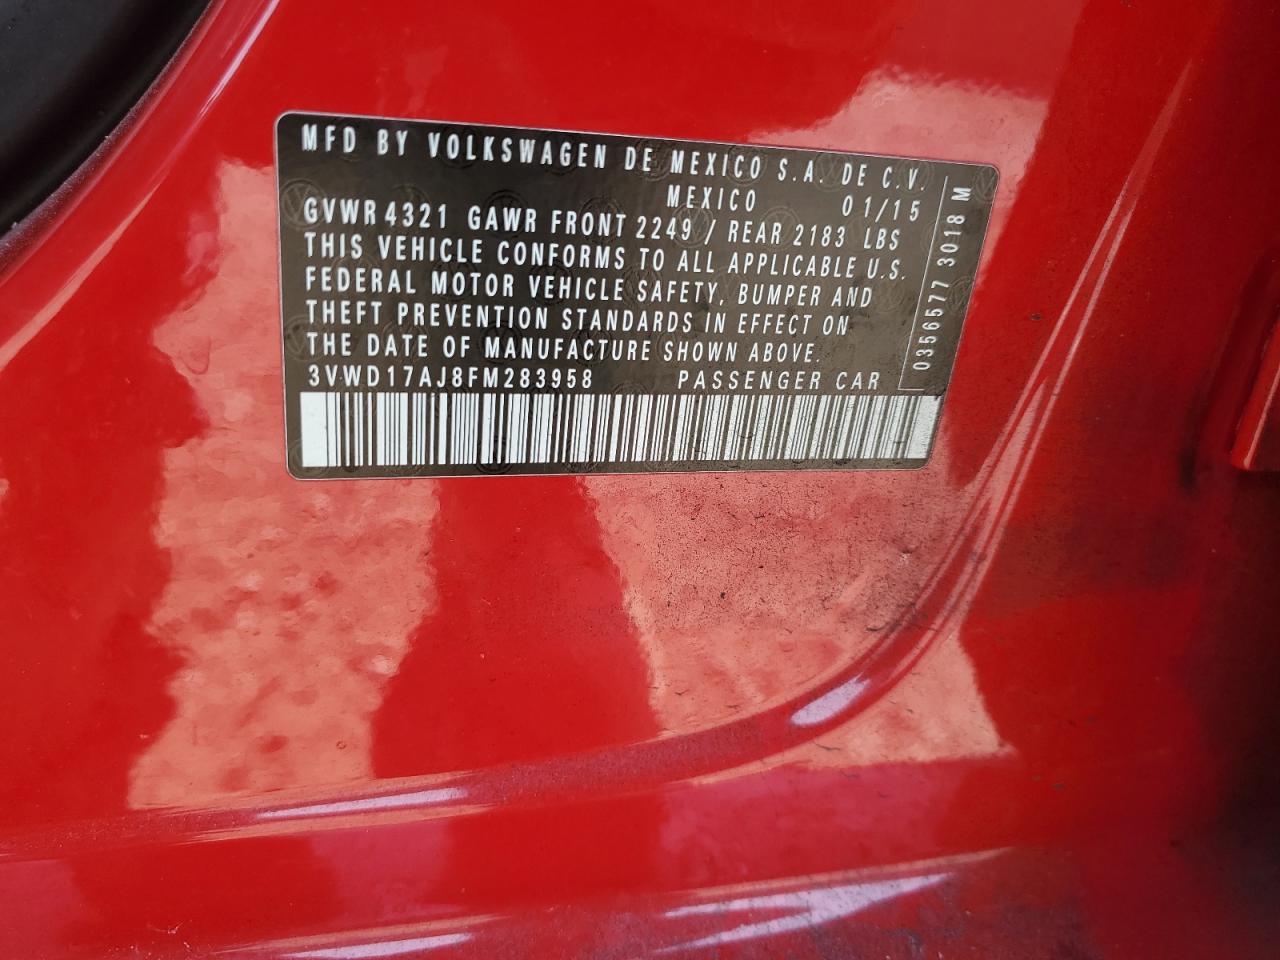 MFD BY VOLKSWAGEN DE MEXICO S.A. DE C.V.
MEXICO 01/15
GVWR 4321 GAWR FRONT 2249 / REAR 2183 LBS
THIS VEHICLE CONFORMS TO ALL APPLICABLE U.S.
FEDERAL MOTOR VEHICLE SAFETY, BUMPER AND
THEFT PREVENTION STANDARDS IN EFFECT ON
THE DATE OF MANUFACTURE SHOWN ABOVE.
3VWD17AJ8FM283958 PASSENGER CAR
0356577 3018 M